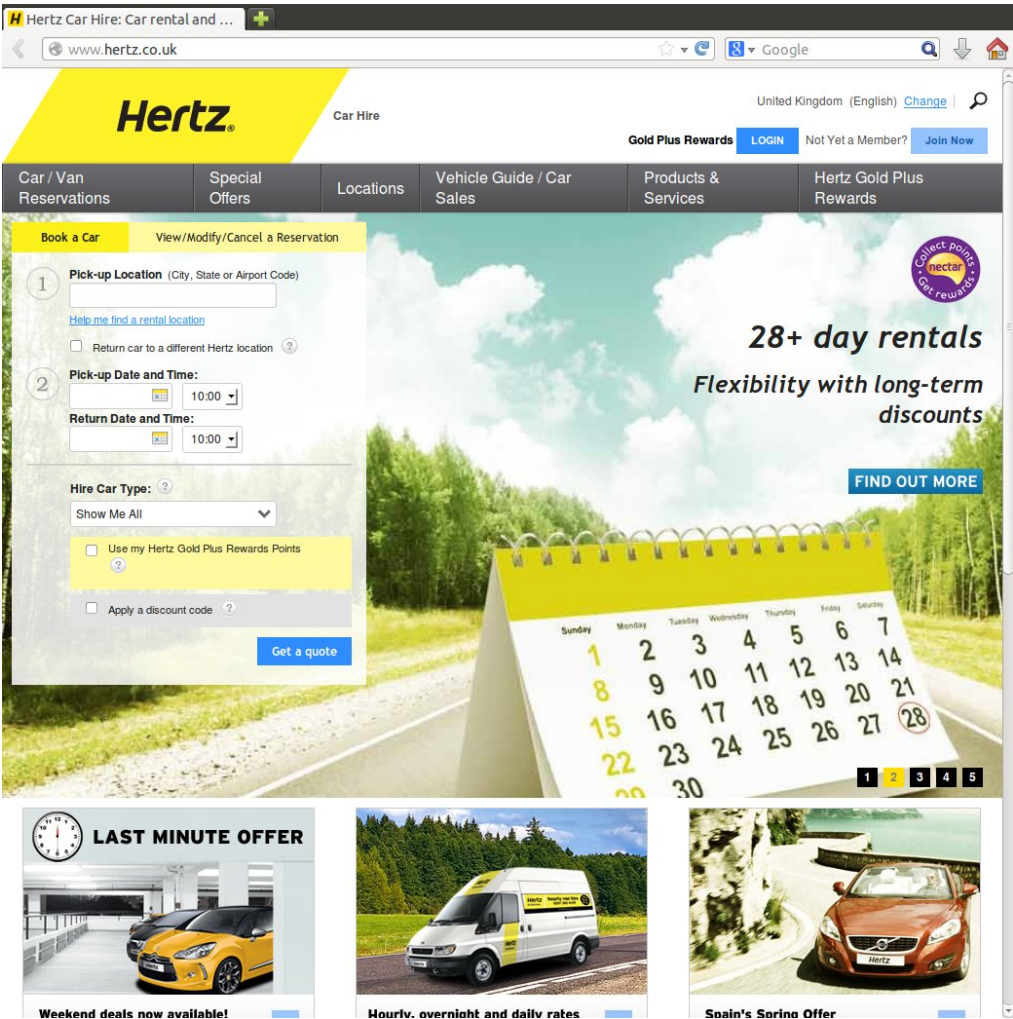 H Hertz Car Hire: Car rental and ...
www.hertz.co.uk
8 Google
Hertz.
Car Hire
United Kingdom (English) Change
Gold Plus Rewards LOGIN Not Yet a Member? Join Now
Car / Van Reservations
Special Offers
Locations
Vehicle Guide / Car Sales
Products & Services
Hertz Gold Plus Rewards
Book a Car View/Modify/Cancel a Reservation
1 Pick-up Location (City, State or Airport Code)
Help me find a rental location
Return car to a different Hertz location ?
2 Pick-up Date and Time:
10:00
Return Date and Time:
10:00
Hire Car Type: ?
Show Me All
Use my Hertz Gold Plus Rewards Points
?
Apply a discount code ?
Get a quote
Collect points
nectar
Get rewards
28+ day rentals
Flexibility with long-term
discounts
FIND OUT MORE
Sunday Monday Tuesday Wednesday Thursday Friday Saturday
1 2 3 4 5 6 7
8 9 10 11 12 13 14
15 16 17 18 19 20 21
22 23 24 25 26 27 28
29 30
1 2 3 4 5
LAST MINUTE OFFER
Hertz
Hertz
Hourly van hire
Hertz
Hertz
Weekend deals now available!
Hourly, overnight and daily rates
Spain's Spring Offer